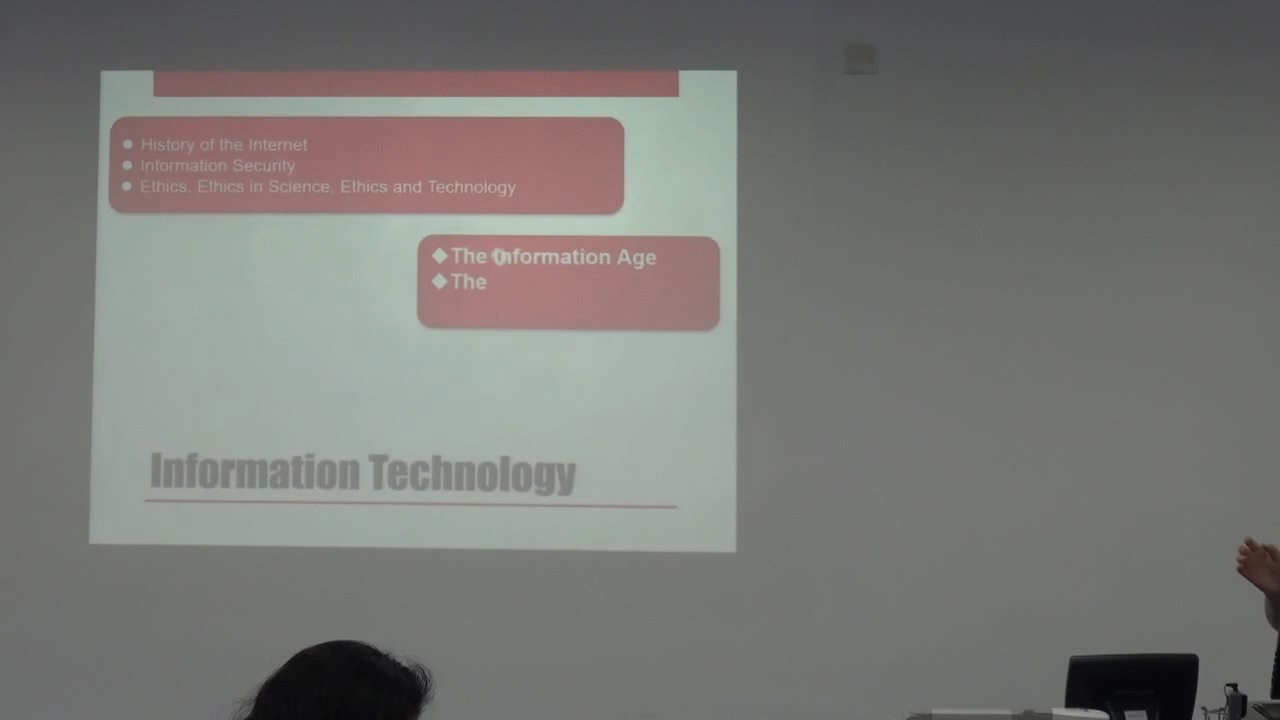 ● History of the Internet
● Information Security
● Ethics, Ethics in Science, Ethics and Technology
◆ The Information Age
◆ The
Information Technology